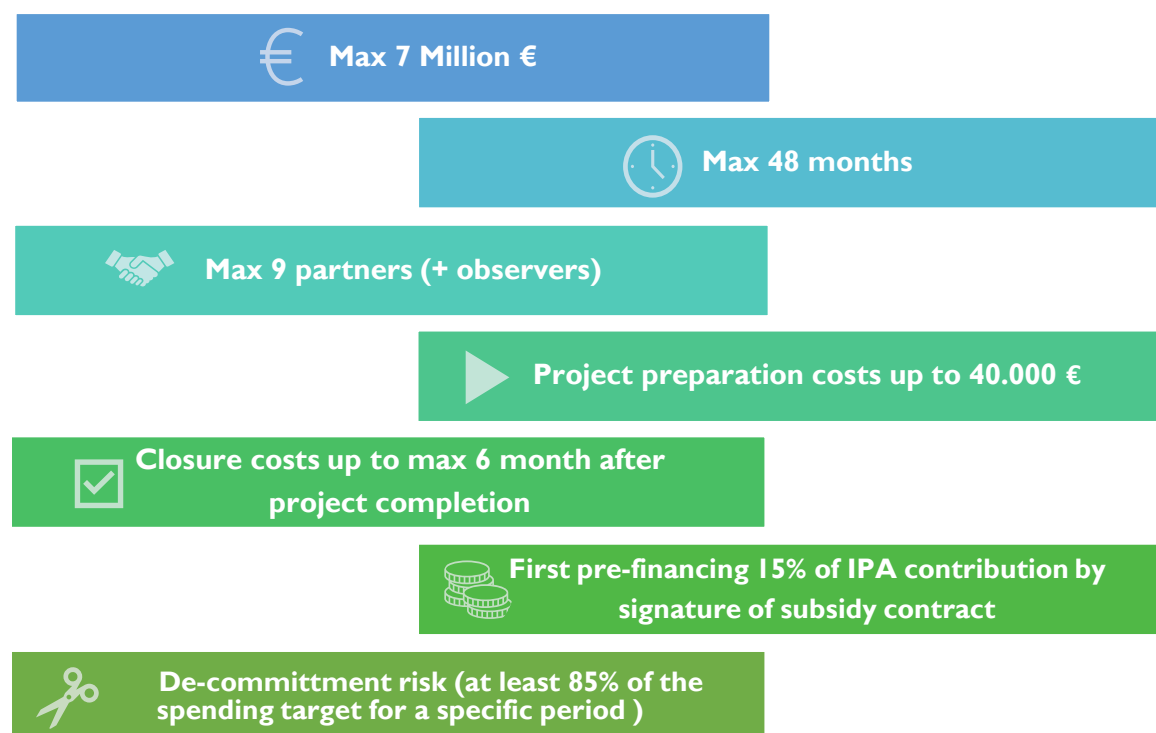 Max 7 Million €
Max 48 months
Max 9 partners (+ observers)
Project preparation costs up to 40.000 €
Closure costs up to max 6 month after
project completion
First pre-financing 15% of IPA contribution by
signature of subsidy contract
De-committment risk (at least 85% of the
spending target for a specific period )